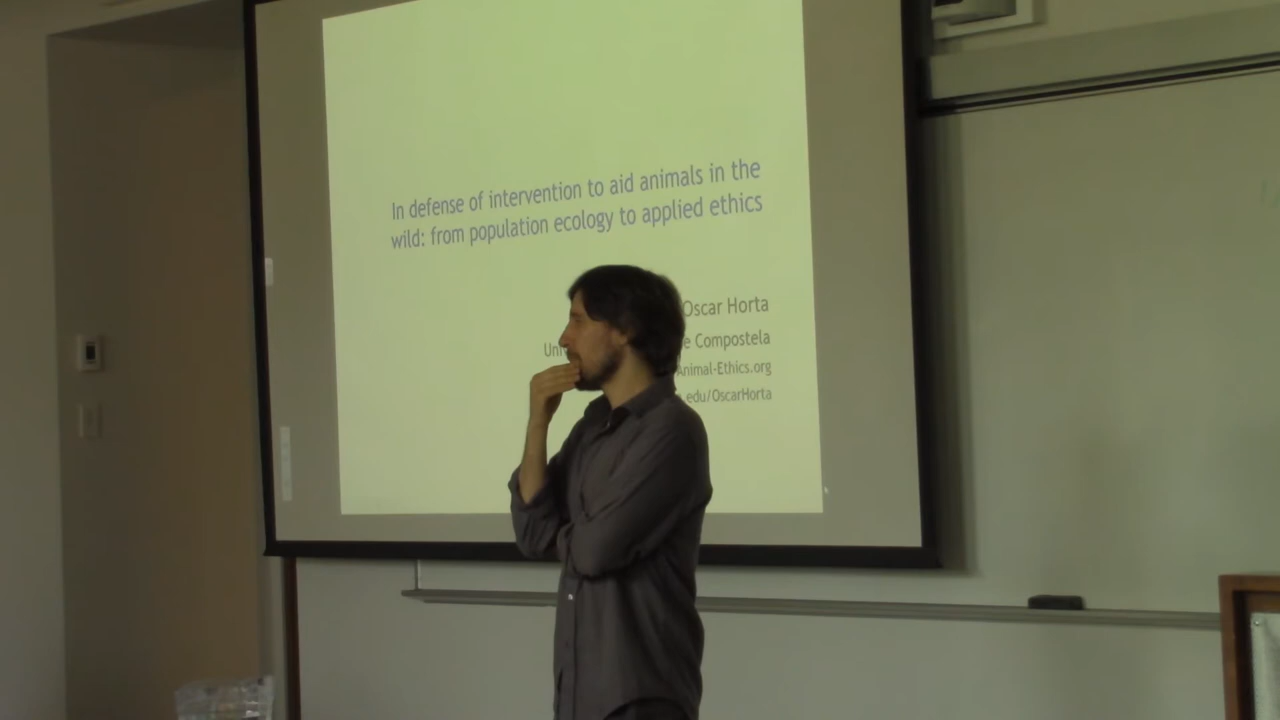 In defense of intervention to aid animals in the
wild: from population ecology to applied ethics
Oscar Horta
Compostela
Animal-Ethics.org
edu/OscarHorta